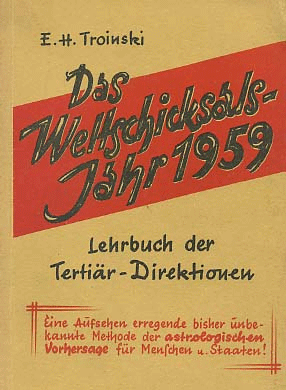 E. H. Troinski
Das
Weltschicksals-
Jahr 1959
Lehrbuch der
Tertiär-Direktionen
Eine Aufsehen erregende bisher unbe-
kannte Methode der astrologischen
Vorhersage für Menschen u. Staaten!